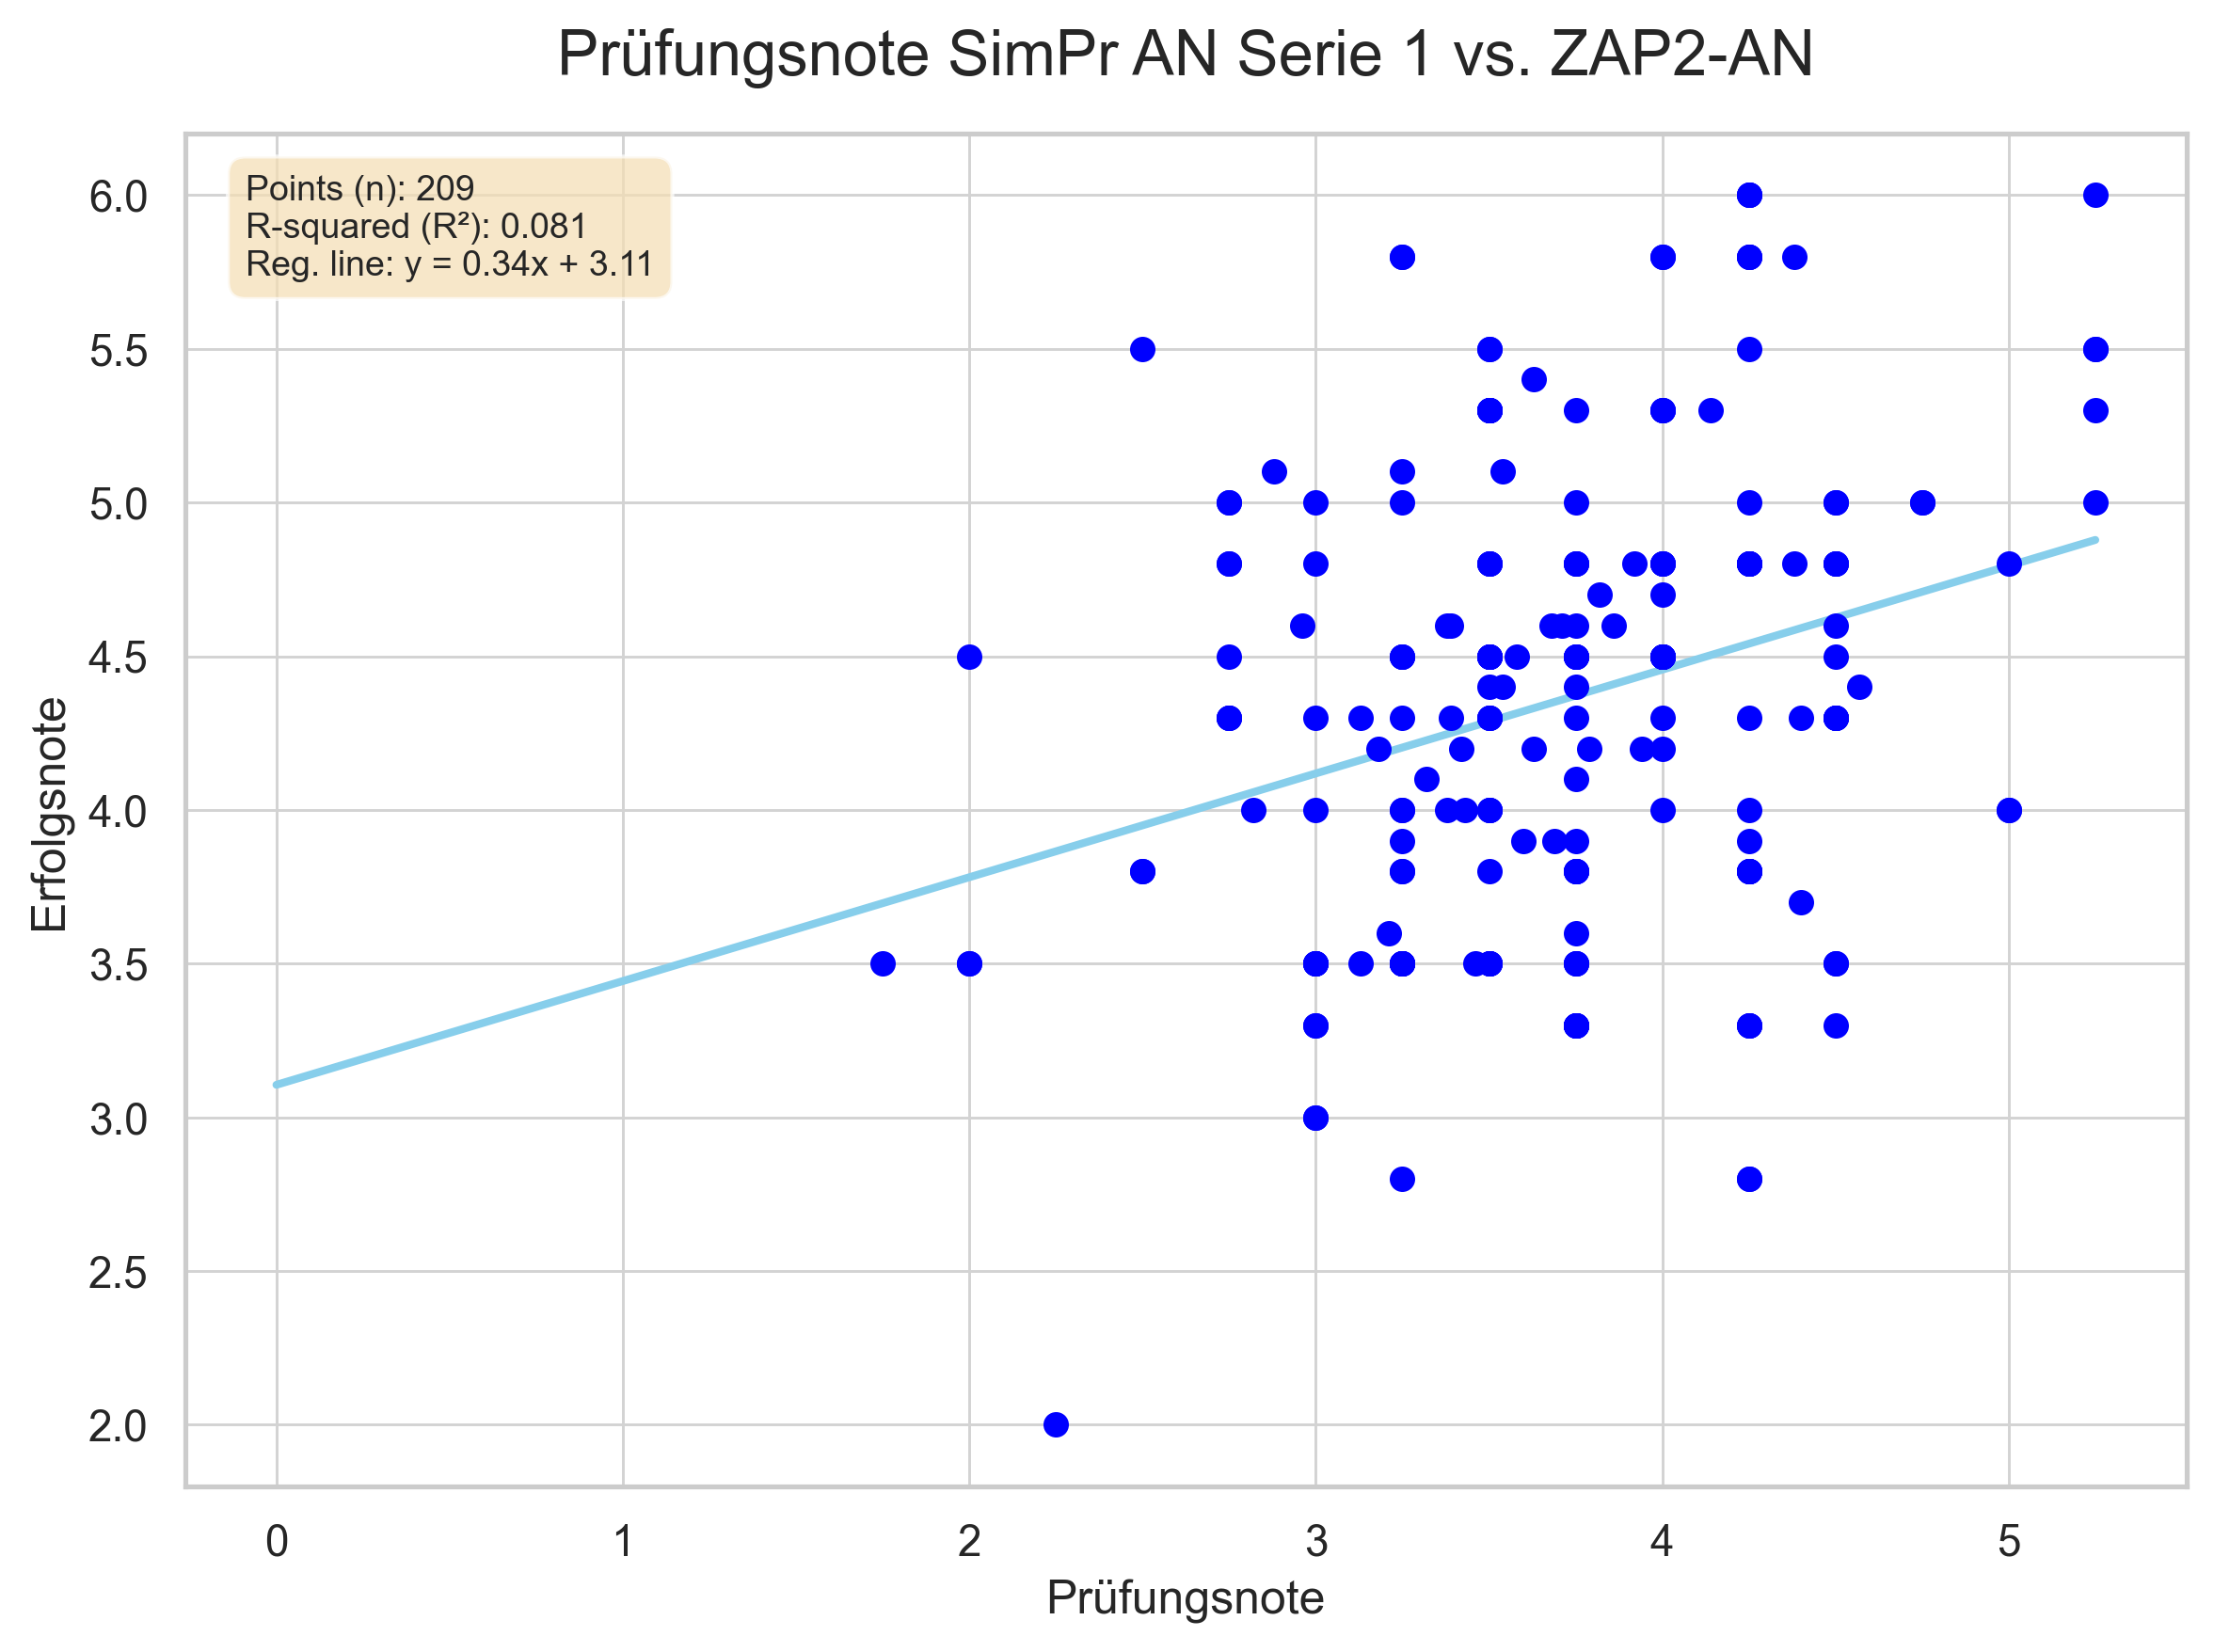 Prüfungsnote SimPr AN Serie 1 vs. ZAP2-AN
Points (n): 209
R-squared (R²): 0.081
Reg. line: y = 0.34x + 3.11
6.0
5.5
5.0
4.5
4.0
3.5
3.0
2.5
2.0
Erfolgsnote
0 1 2 3 4 5
Prüfungsnote